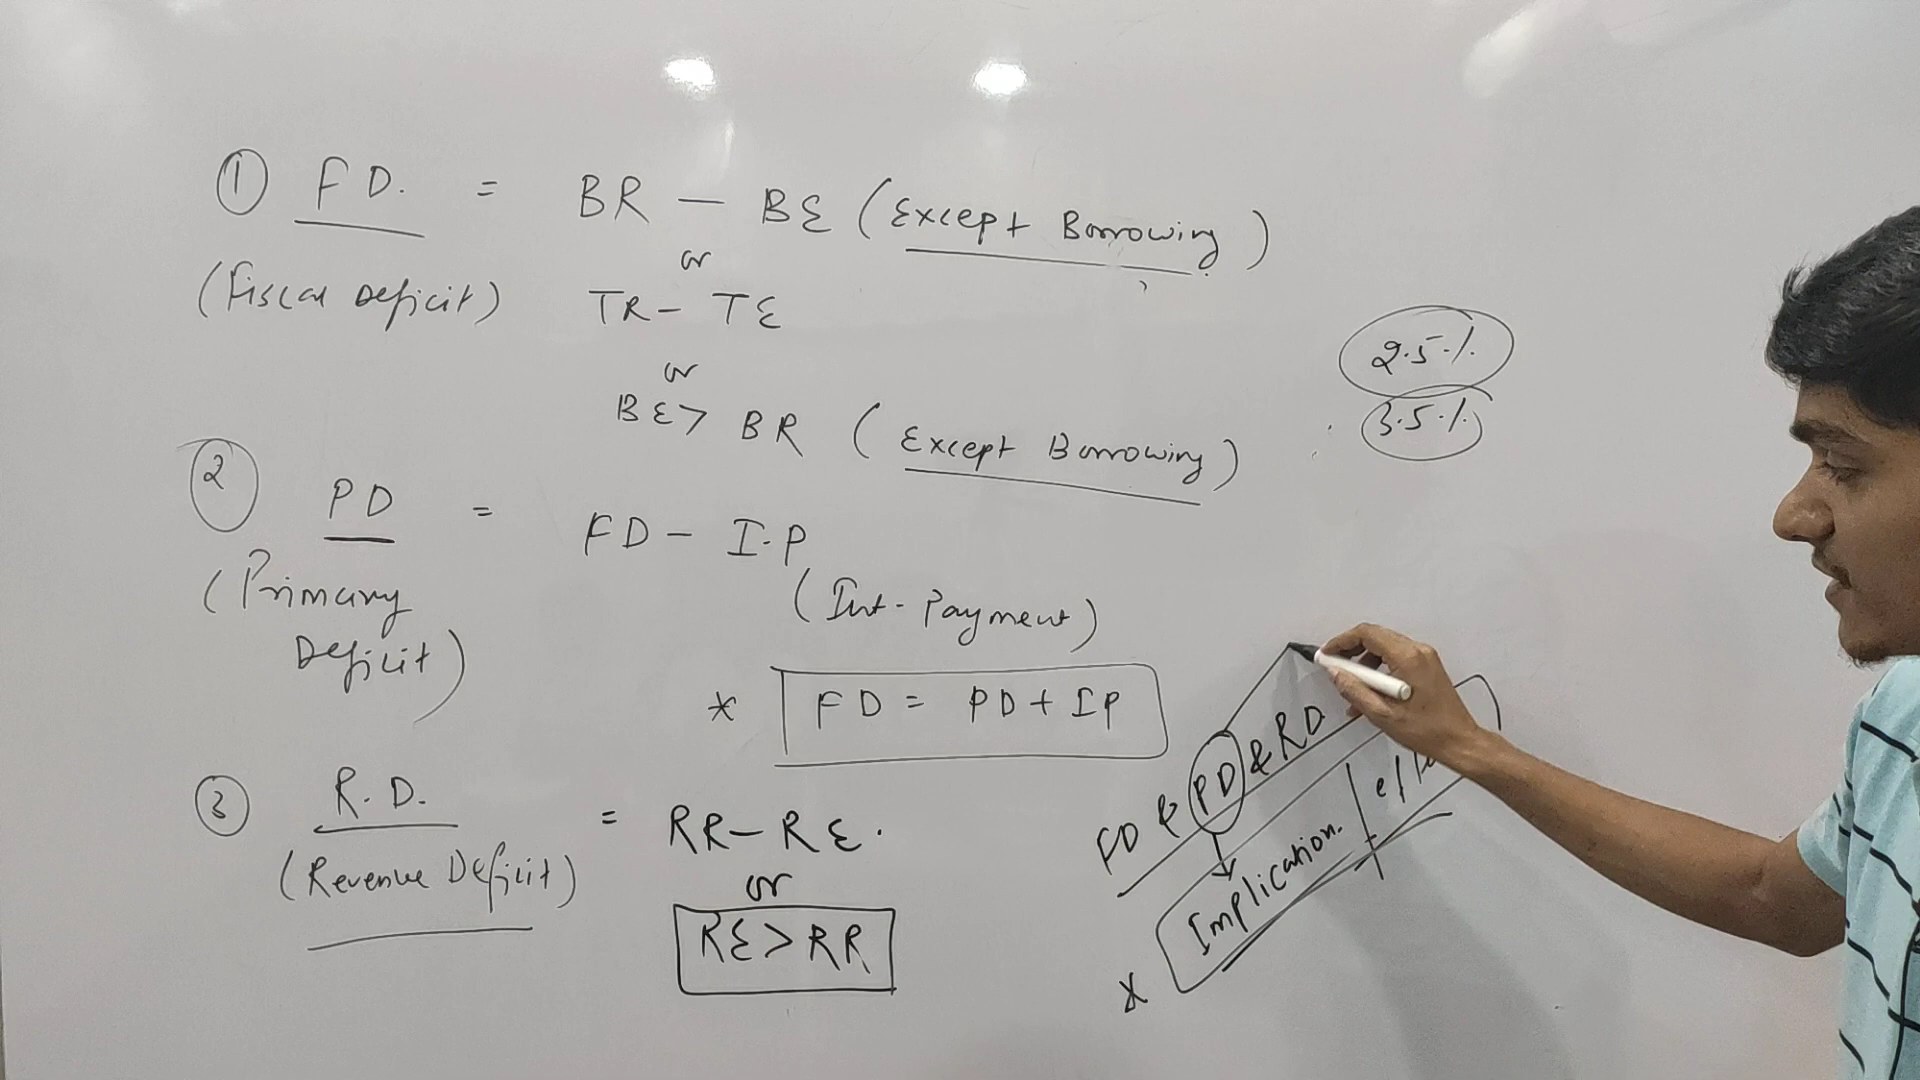 ① F D. = BR – BE (Except Borrowing)
or
(Fiscal Deficit) TR – TE
or
BE > BR (Except Borrowing)
2.5%
3.5%
② PD = FD – I.P
(Primary Deficit)
(Int. Payment)
* FD = PD + IP
③ R.D. = RR – RE.
(Revenue Deficit)
or
RE > RR
FD & PD & RD
* Implication.